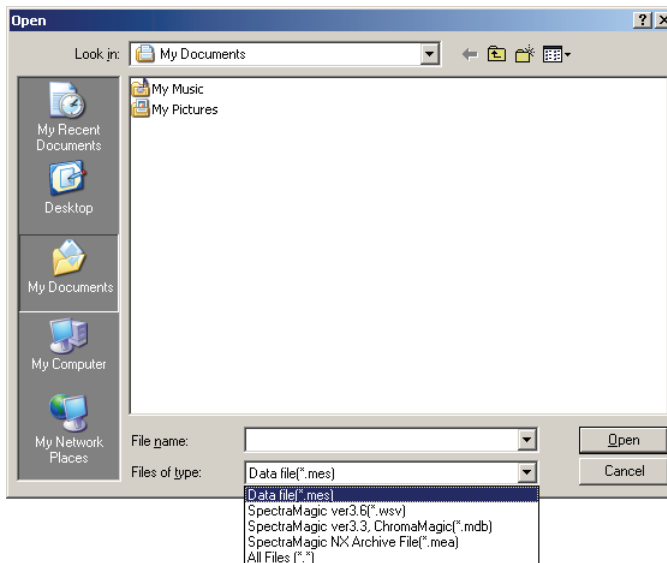 Open
Look in:
My Documents
My Recent
Documents
Desktop
My Documents
My Computer
My Network
Places
My Music
My Pictures
File name:
Open
Files of type:
Data file(*.mes)
Cancel
Data file(*.mes)
SpectraMagic ver3.6(*.wsv)
SpectraMagic ver3.3, ChromaMagic(*.mdb)
SpectraMagic NX Archive File(*.mea)
All Files (*.*)